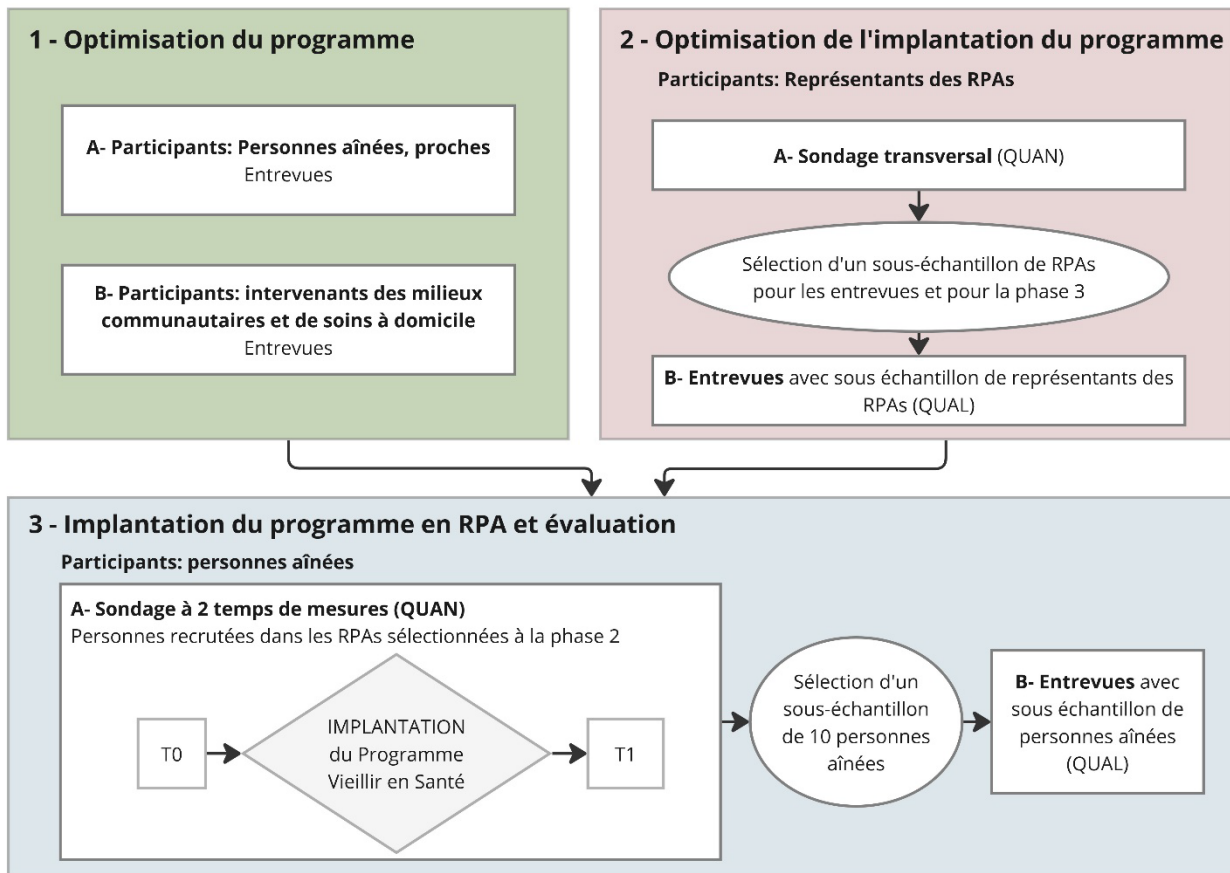 1 - Optimisation du programme
A- Participants: Personnes aînées, proches
Entrevues
B- Participants: intervenants des milieux
communautaires et de soins à domicile
Entrevues
2 - Optimisation de l'implantation du programme
Participants: Représentants des RPAs
A- Sondage transversal (QUAN)
Sélection d'un sous-échantillon de RPAs
pour les entrevues et pour la phase 3
B- Entrevues avec sous échantillon de représentants des
RPAs (QUAL)
3 - Implantation du programme en RPA et évaluation
Participants: personnes aînées
A- Sondage à 2 temps de mesures (QUAN)
Personnes recrutées dans les RPAs sélectionnées à la phase 2
T0
IMPLANTATION
du Programme
Vieillir en Santé
T1
Sélection d'un
sous-échantillon
de 10 personnes
aînées
B- Entrevues avec
sous échantillon de
personnes aînées
(QUAL)